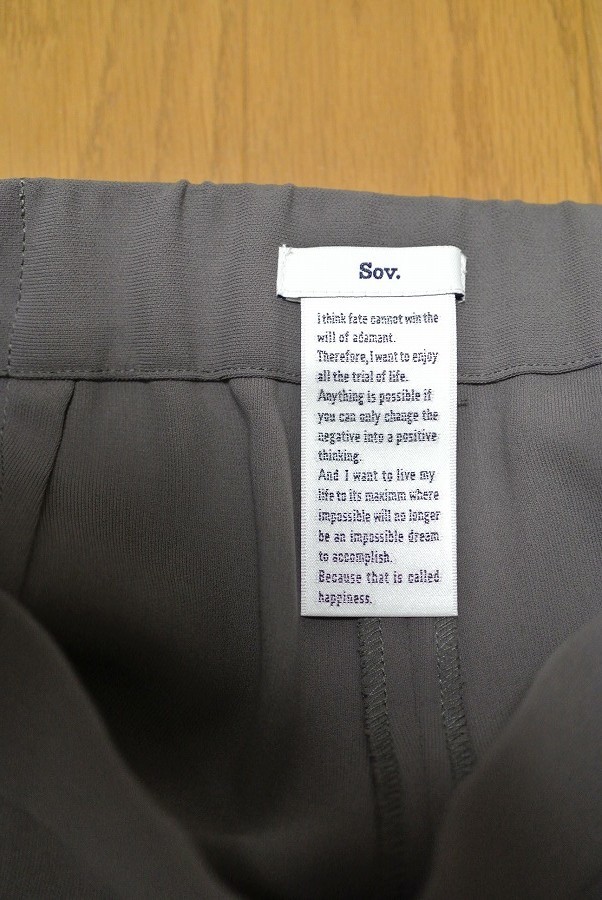 Sov.
I think fate cannot win the
will of adamant.
Therefore, I want to enjoy
all the trial of life.
Anything is possible if
you can only change the
negative into a positive
thinking.
And I want to live my
life to its maximm where
impossible will no longer
be an impossible dream
to accomplish.
Because that is called
happiness.